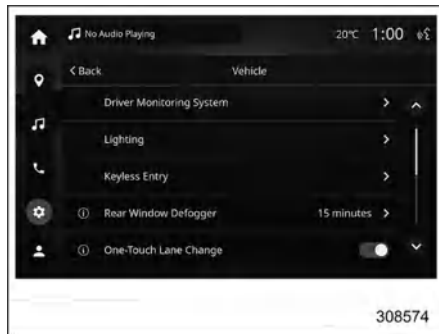 No Audio Playing 20°C 1:00
< Back Vehicle
Driver Monitoring System >
Lighting >
Keyless Entry >
Rear Window Defogger 15 minutes >
One-Touch Lane Change
308574